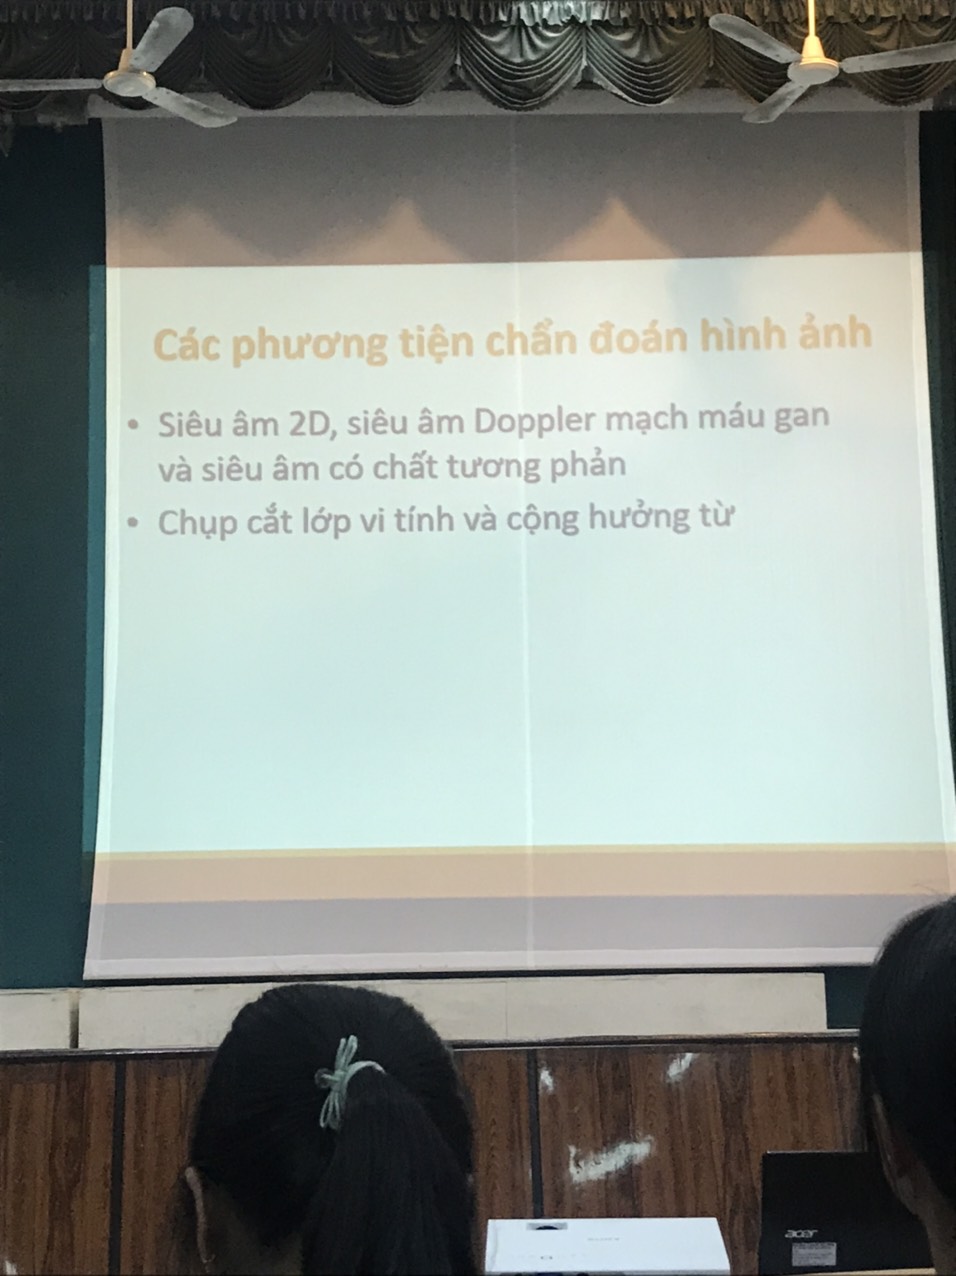 Các phương tiện chẩn đoán hình ảnh
• Siêu âm 2D, siêu âm Doppler mạch máu gan
và siêu âm có chất tương phản
• Chụp cắt lớp vi tính và cộng hưởng từ
acer